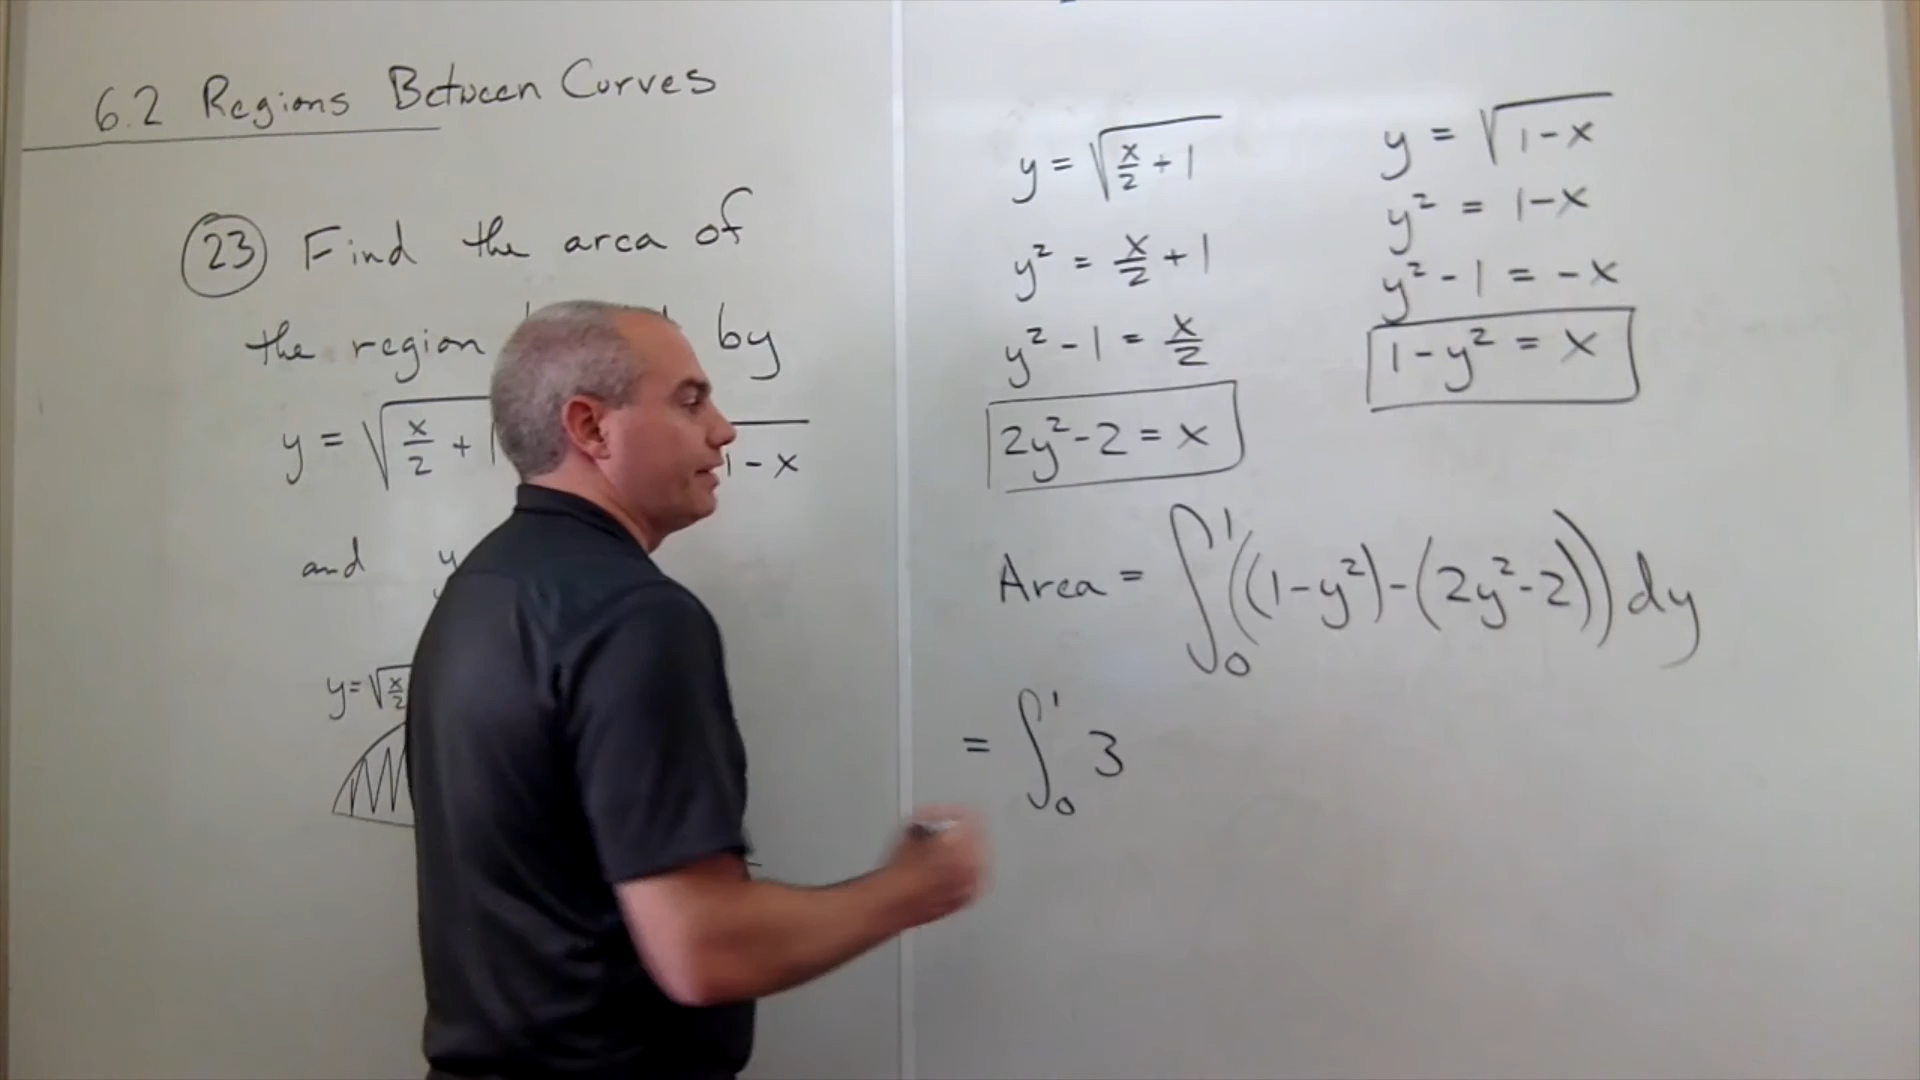 6.2 Regions Between Curves
23 Find the area of
the region by
y = √(x/2 + 1 1 - x
and y
y = √(x/2
y = √(x/2 + 1)
y² = x/2 + 1
y² - 1 = x/2
2y² - 2 = x
y = √(1 - x)
y² = 1 - x
y² - 1 = -x
1 - y² = x
Area = ∫₀¹ ((1 - y²) - (2y² - 2)) dy
= ∫₀¹ 3